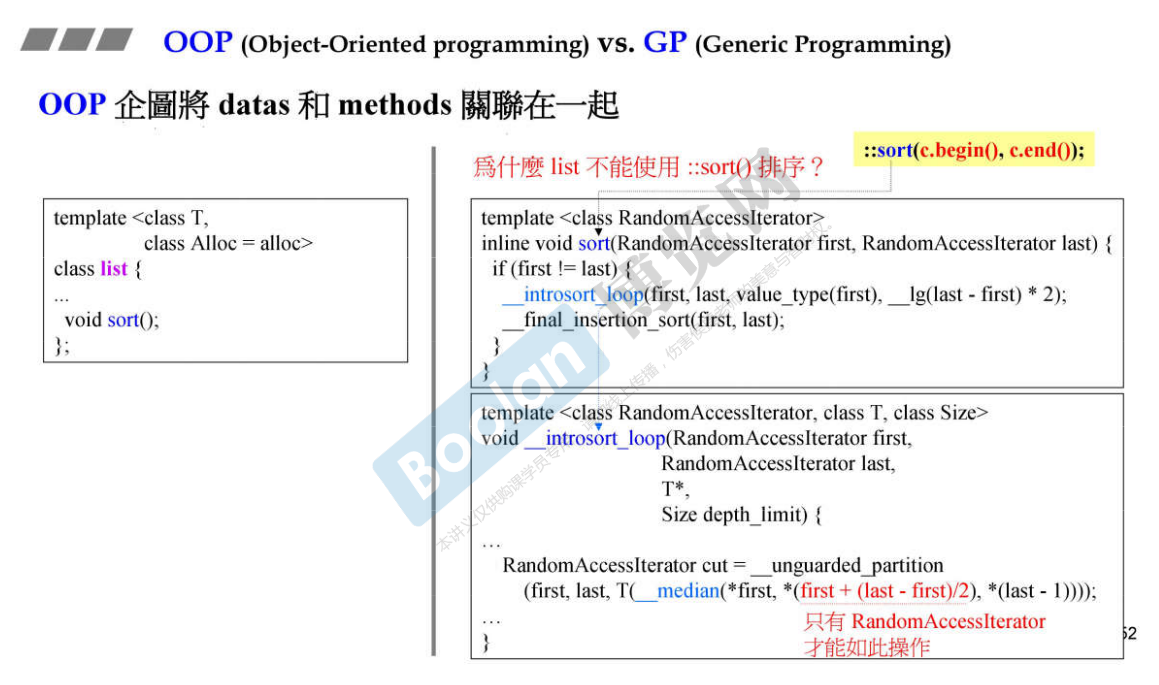 OOP (Object-Oriented programming) vs. GP (Generic Programming)
OOP 企圖將 datas 和 methods 關聯在一起
template <class T,
class Alloc = alloc>
class list {
...
void sort();
};
為什麼 list 不能使用 ::sort() 排序？
::sort(c.begin(), c.end());
template <class RandomAccessIterator>
inline void sort(RandomAccessIterator first, RandomAccessIterator last) {
if (first != last) {
__introsort_loop(first, last, value_type(first), __lg(last - first) * 2);
__final_insertion_sort(first, last);
}
}
template <class RandomAccessIterator, class T, class Size>
void __introsort_loop(RandomAccessIterator first,
RandomAccessIterator last,
T*,
Size depth_limit) {
…
RandomAccessIterator cut = __unguarded_partition
(first, last, T(__median(*first, *(first + (last - first)/2), *(last - 1))));
…
只有 RandomAccessIterator
才能如此操作
}
52
Boolan
博览网